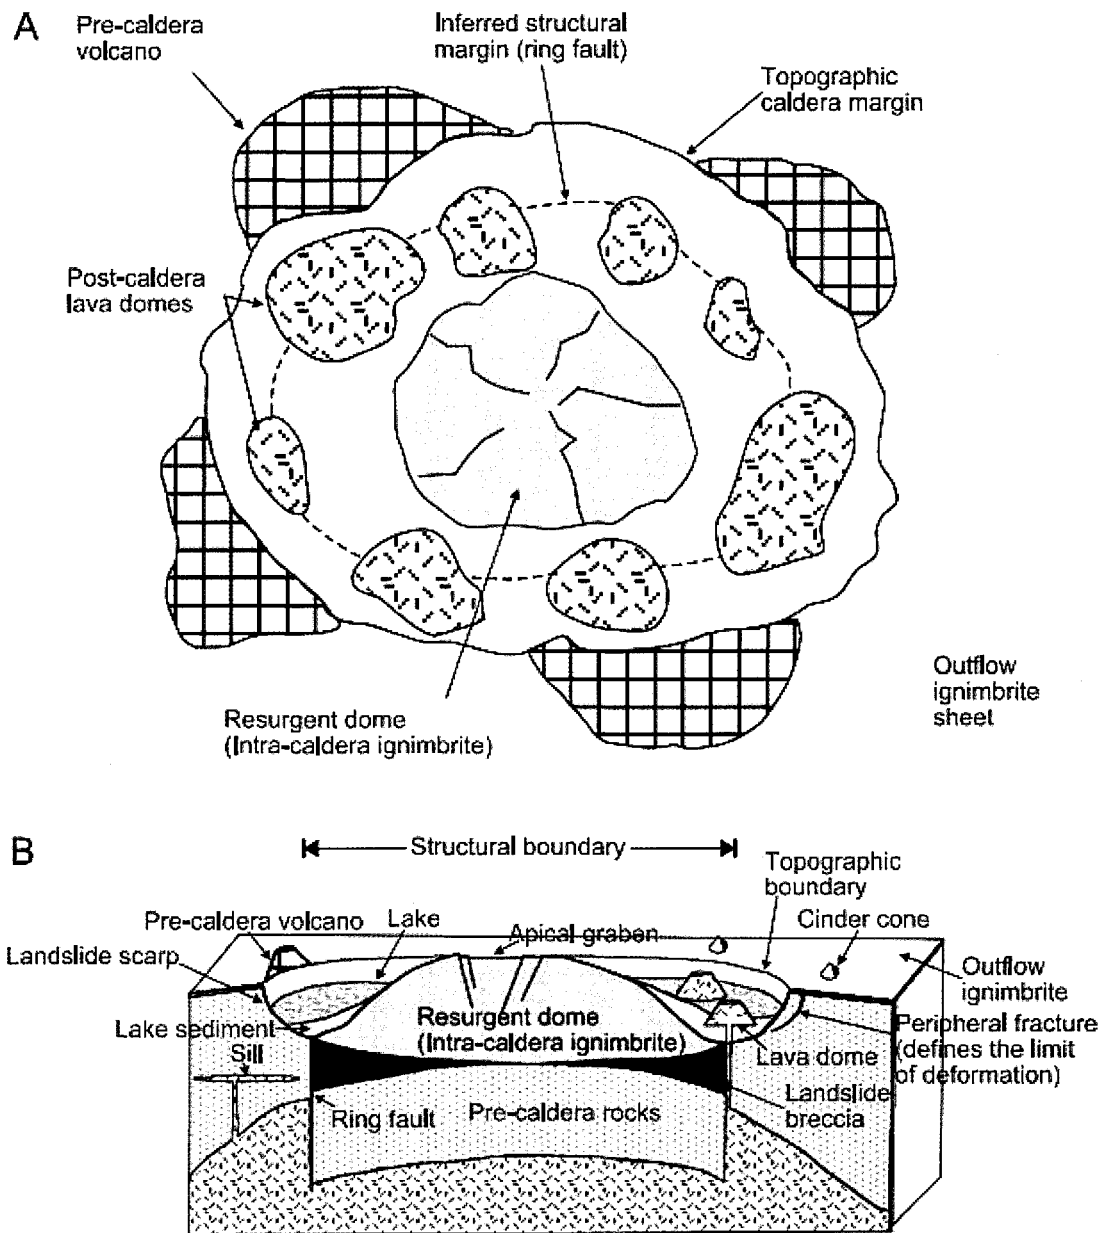 A
Pre-caldera
volcano
Inferred structural
margin (ring fault)
Topographic
caldera margin
Post-caldera
lava domes
Resurgent dome
(Intra-caldera ignimbrite)
Outflow
ignimbrite
sheet
B
Structural boundary
Topographic
boundary
Pre-caldera volcano
Lake
Apical graben
Cinder cone
Landslide scarp
Outflow
ignimbrite
Lake sediment
Resurgent dome
(Intra-caldera ignimbrite)
Peripheral fracture
(defines the limit
of deformation)
Sill
Lava dome
Ring fault
Pre-caldera rocks
Landslide
breccia